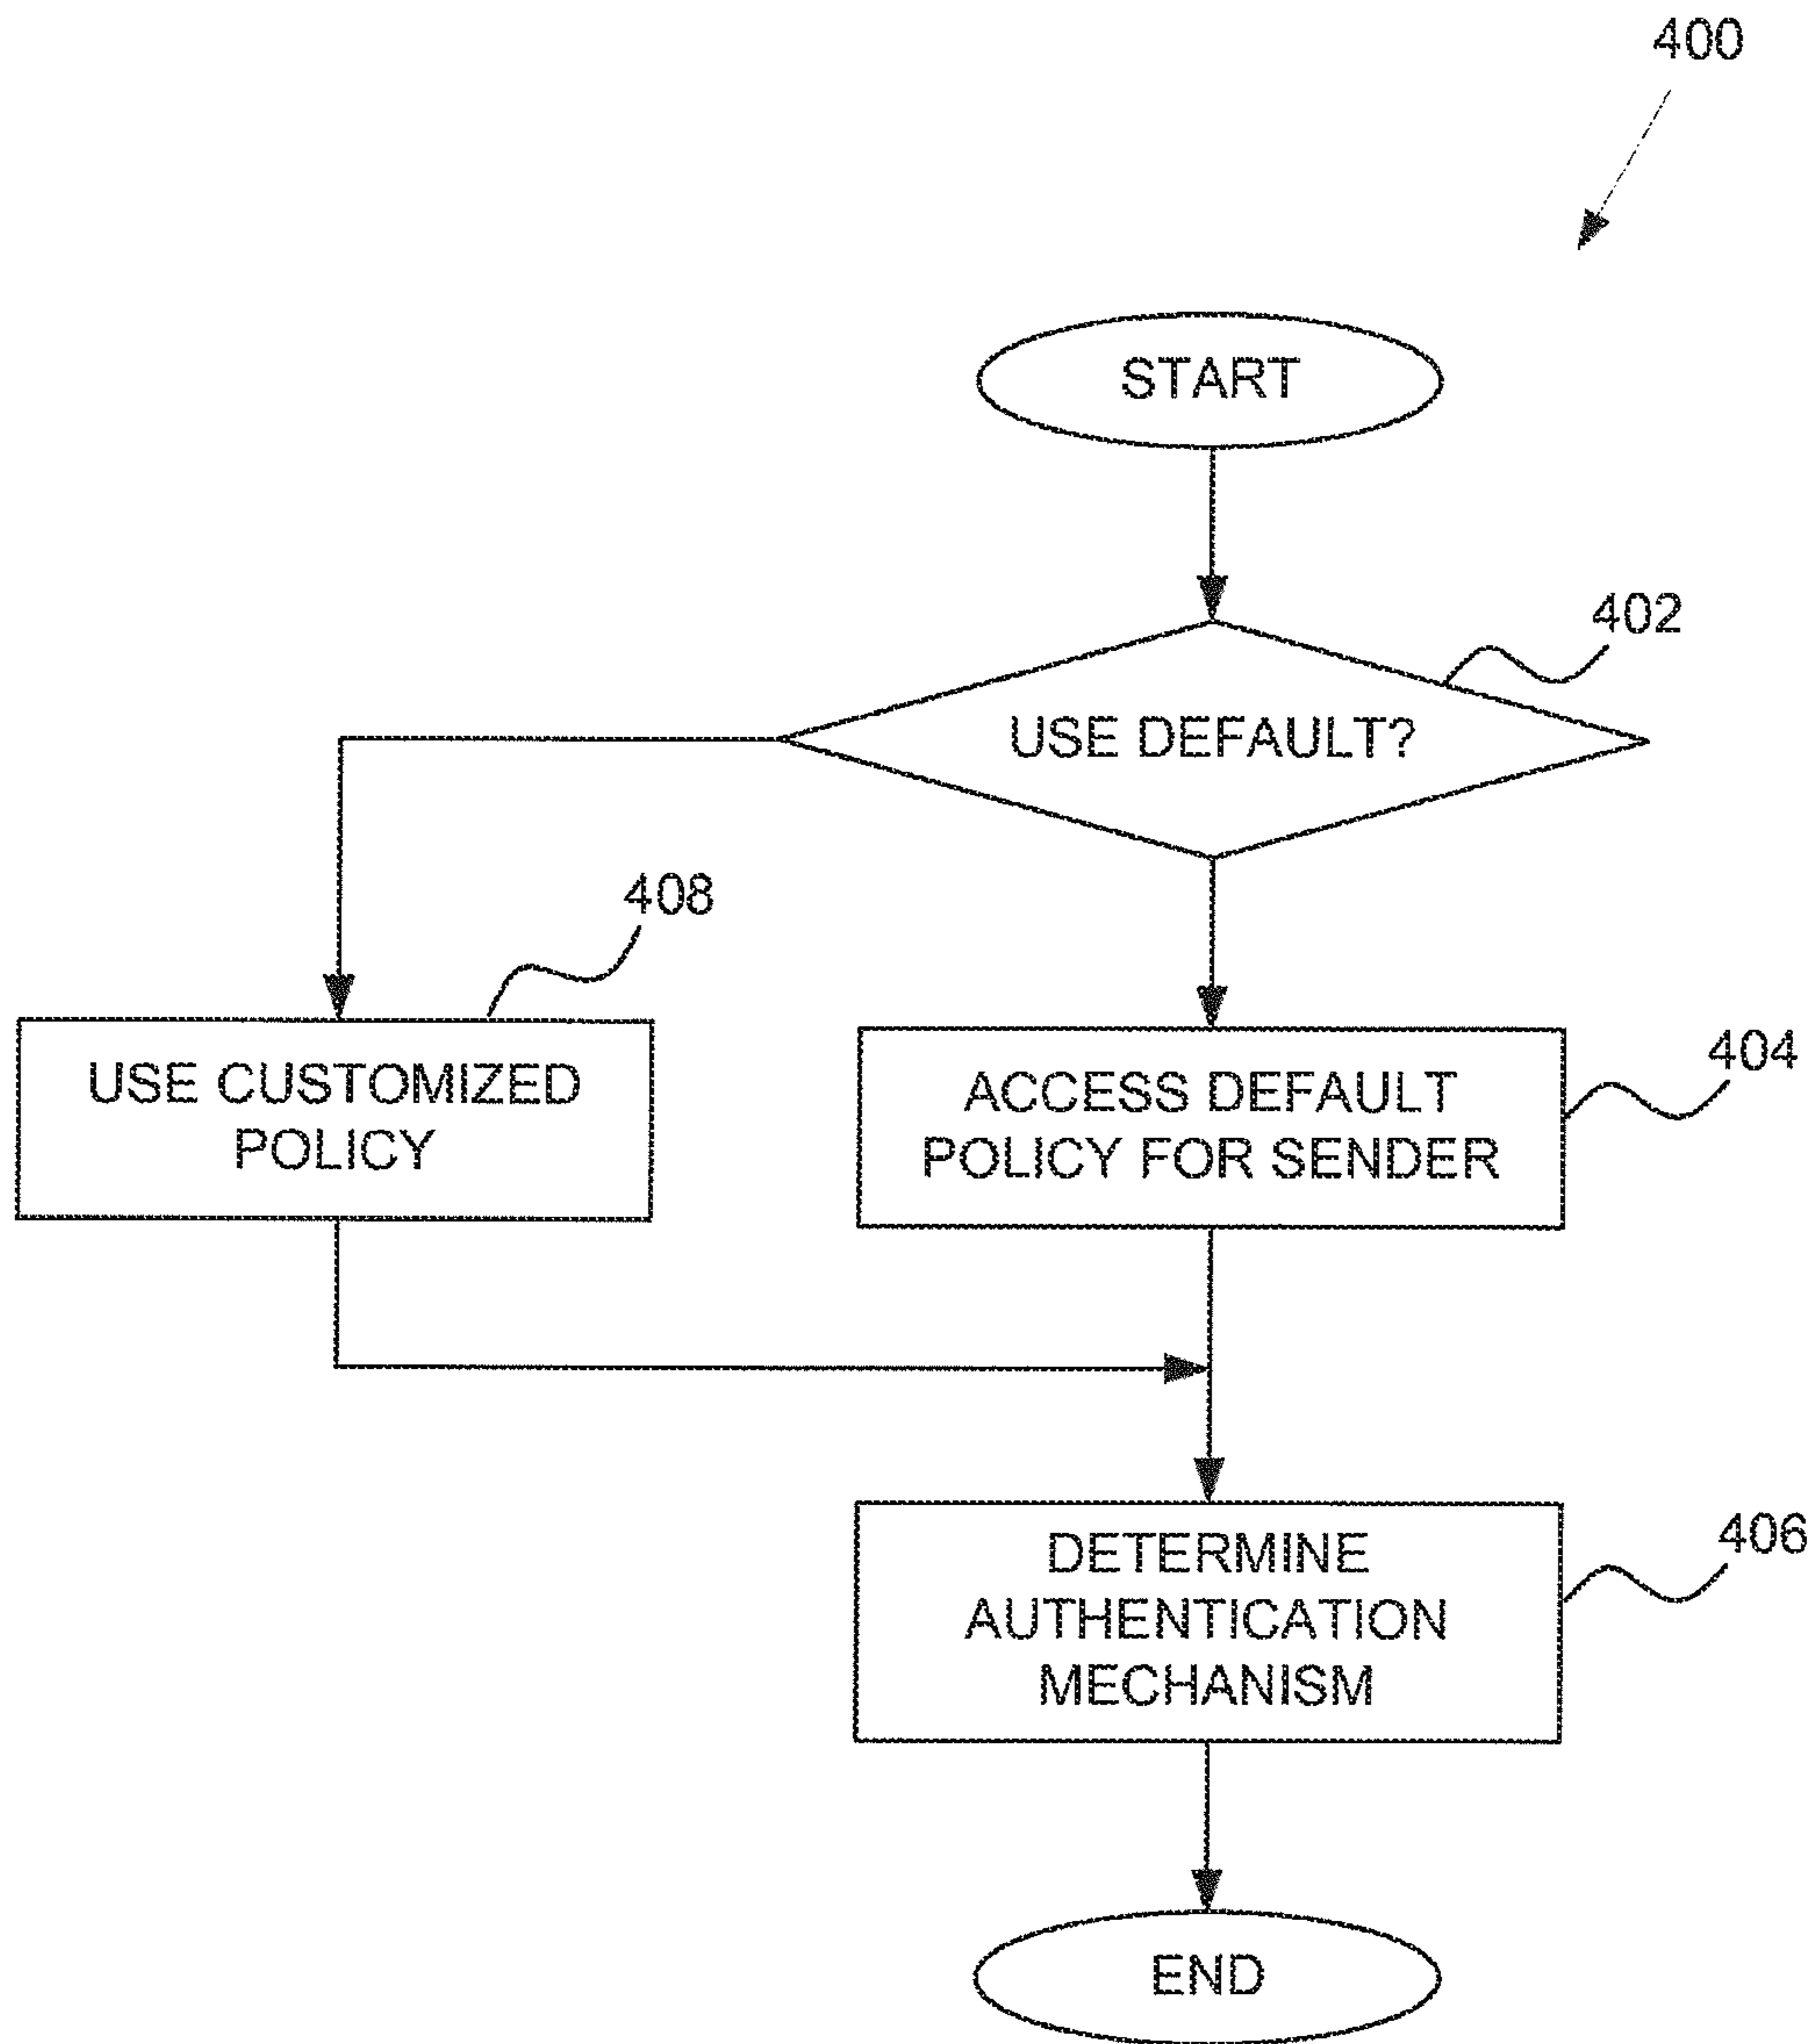 400
START
402
USE DEFAULT?
408
USE CUSTOMIZED
POLICY
404
ACCESS DEFAULT
POLICY FOR SENDER
406
DETERMINE
AUTHENTICATION
MECHANISM
END